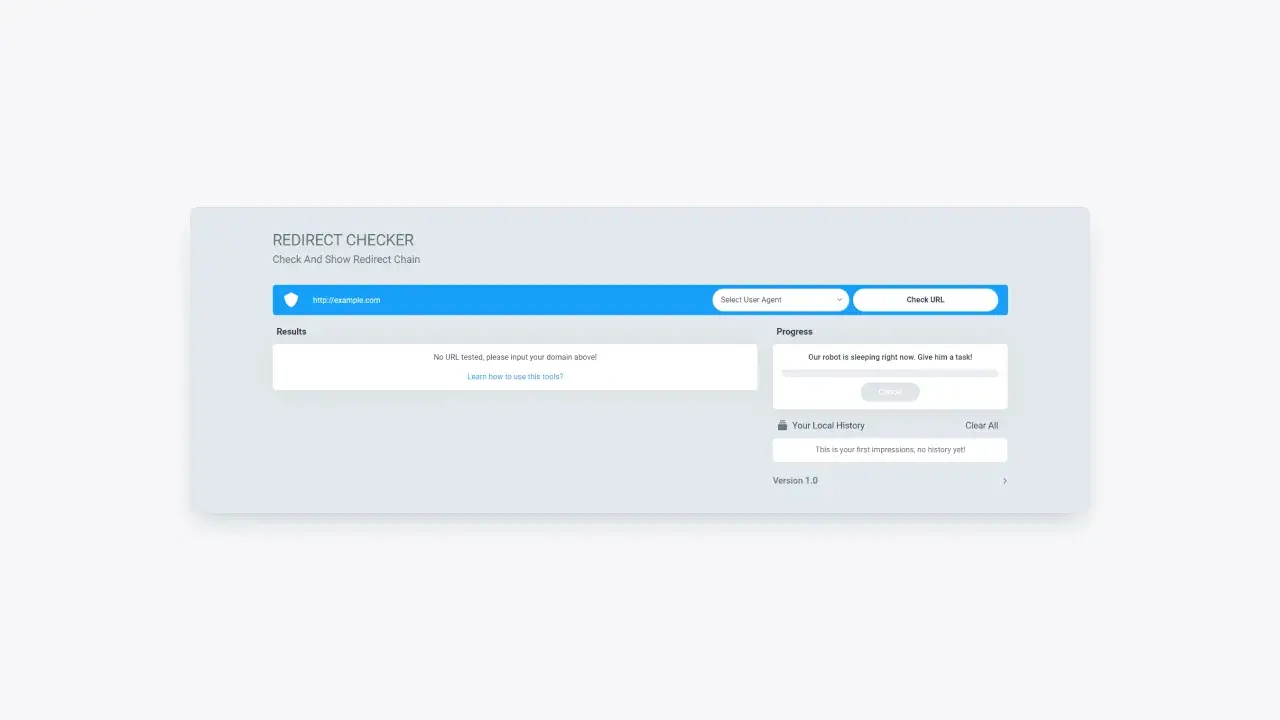 REDIRECT CHECKER
Check And Show Redirect Chain
http://example.com
Select User Agent
Check URL
Results
No URL tested, please input your domain above!
Learn how to use this tools?
Progress
Our robot is sleeping right now. Give him a task!
Cancel
Your Local History
Clear All
This is your first impressions, no history yet!
Version 1.0